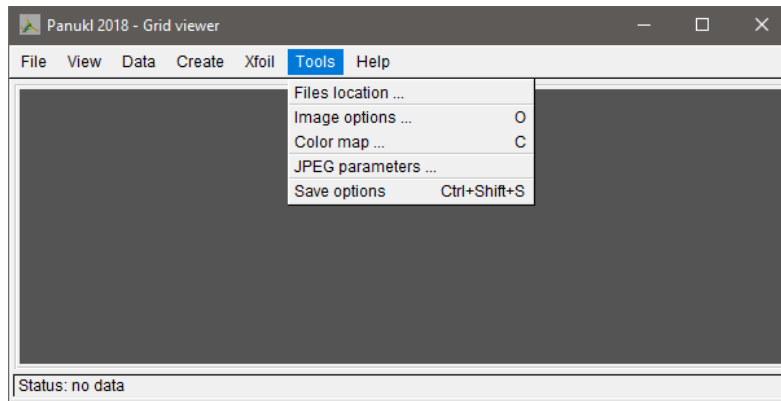 Panukl 2018 - Grid viewer
File View Data Create Xfoil Tools Help
Files location ...
Image options ... O
Color map ... C
JPEG parameters ...
Save options Ctrl+Shift+S
Status: no data